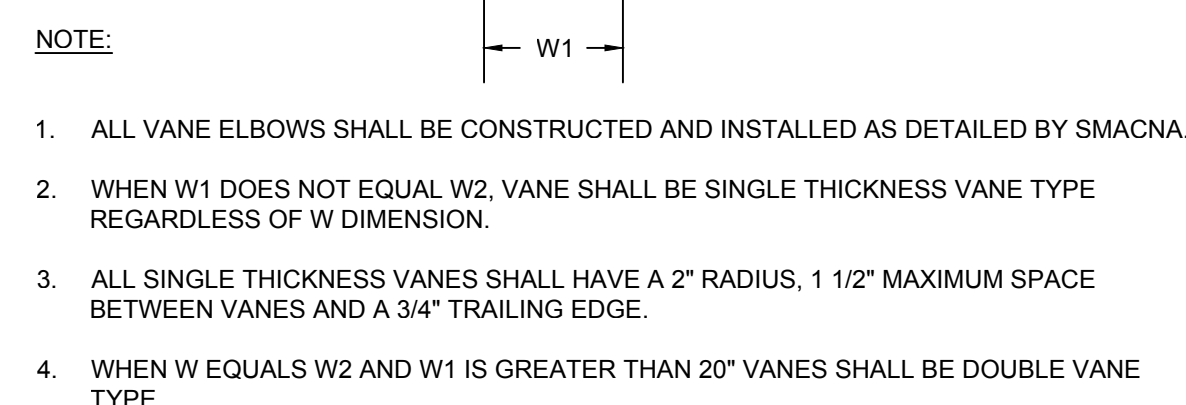 NOTE:
W1
1. ALL VANE ELBOWS SHALL BE CONSTRUCTED AND INSTALLED AS DETAILED BY SMACNA.
2. WHEN W1 DOES NOT EQUAL W2, VANE SHALL BE SINGLE THICKNESS VANE TYPE
REGARDLESS OF W DIMENSION.
3. ALL SINGLE THICKNESS VANES SHALL HAVE A 2" RADIUS, 1 1/2" MAXIMUM SPACE
BETWEEN VANES AND A 3/4" TRAILING EDGE.
4. WHEN W EQUALS W2 AND W1 IS GREATER THAN 20" VANES SHALL BE DOUBLE VANE
TYPE